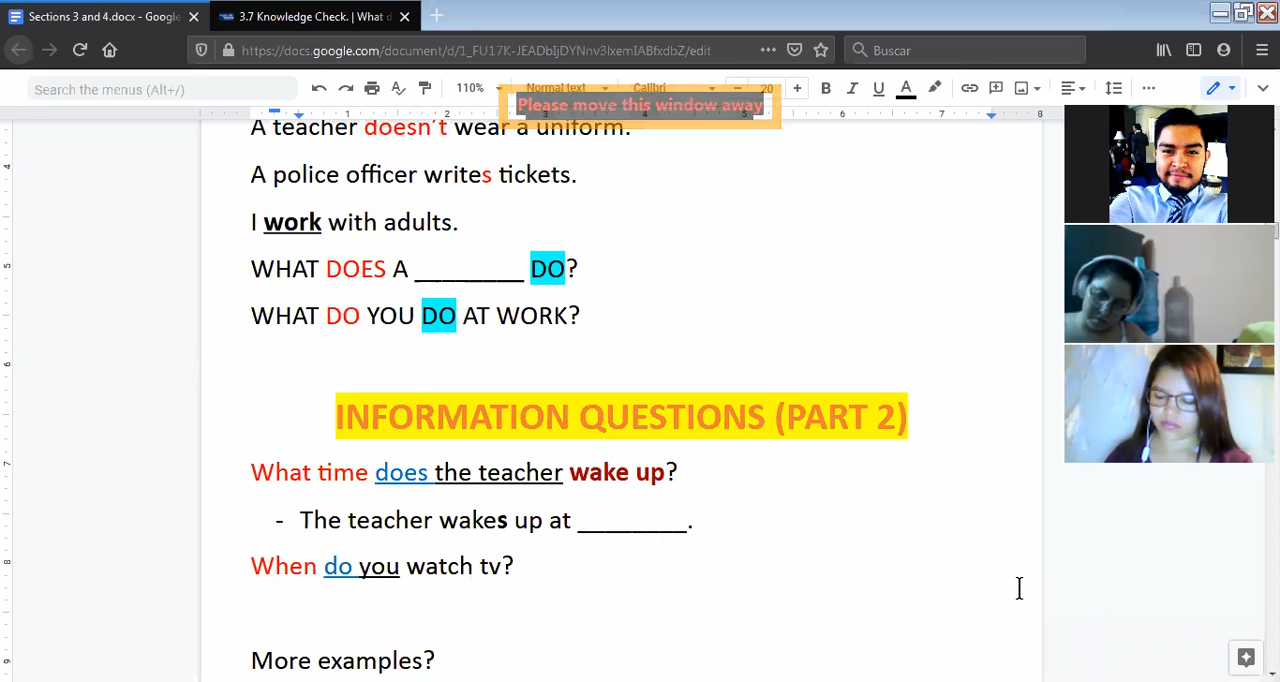 Sections 3 and 4.docx - Google
3.7 Knowledge Check. | What d
https://docs.google.com/document/d/1_FU17K-JEADbIjDYNnv3lxemIABfxdbZ/edit
Buscar
Search the menus (Alt+/)
110%
Normal text
Calibri
20
Please move this window away
A teacher doesn't wear a uniform.
A police officer writes tickets.
I work with adults.
WHAT DOES A ________ DO?
WHAT DO YOU DO AT WORK?
INFORMATION QUESTIONS (PART 2)
What time does the teacher wake up?
- The teacher wakes up at ________.
When do you watch tv?
More examples?